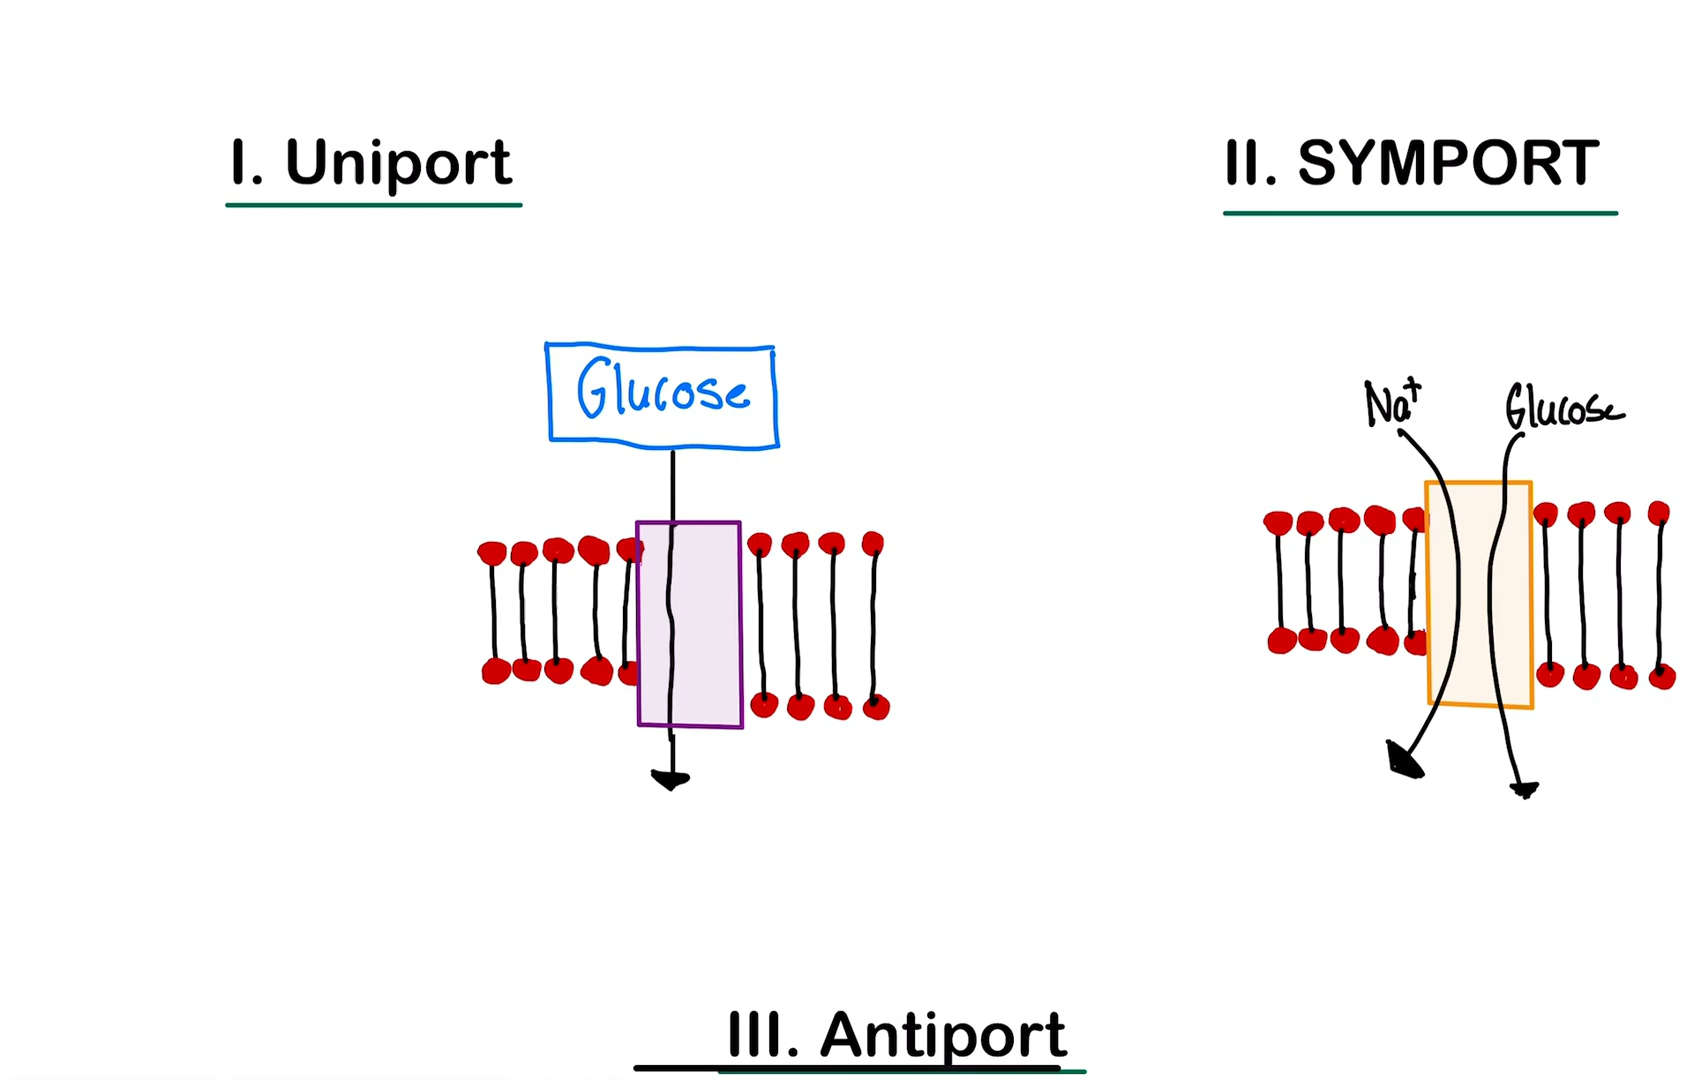 I. Uniport
II. SYMPORT
Glucose
Na⁺ Glucose
III. Antiport